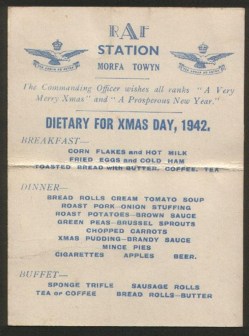 RAF
STATION
MORFA TOWYN
The Commanding Officer wishes all ranks "A Very
Merry Xmas" and "A Prosperous New Year."
DIETARY FOR XMAS DAY, 1942.
BREAKFAST—
CORN FLAKES and HOT MILK
FRIED EGGS and COLD HAM
TOASTED BREAD with BUTTER. COFFEE. TEA
DINNER—
BREAD ROLLS CREAM TOMATO SOUP
ROAST PORK-ONION STUFFING
ROAST POTATOES-BROWN SAUCE
GREEN PEAS-BRUSSEL SPROUTS
CHOPPED CARROTS
XMAS PUDDING-BRANDY SAUCE
MINCE PIES
CIGARETTES APPLES BEER.
BUFFET—
SPONGE TRIFLE SAUSAGE ROLLS
TEA or COFFEE BREAD ROLLS-BUTTER